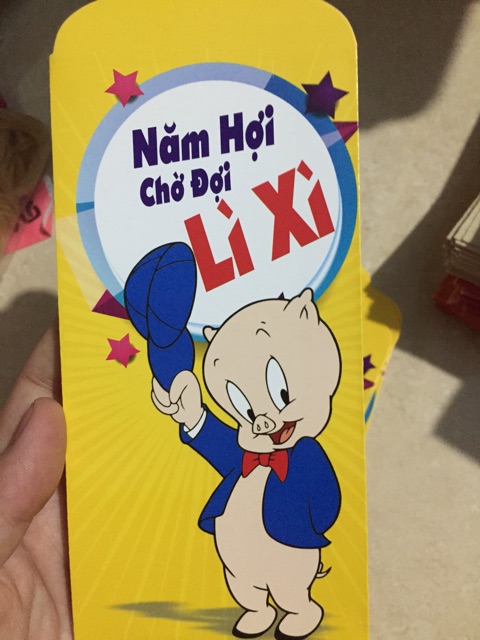 Năm Hợi
Chờ Đợi
Lì Xì